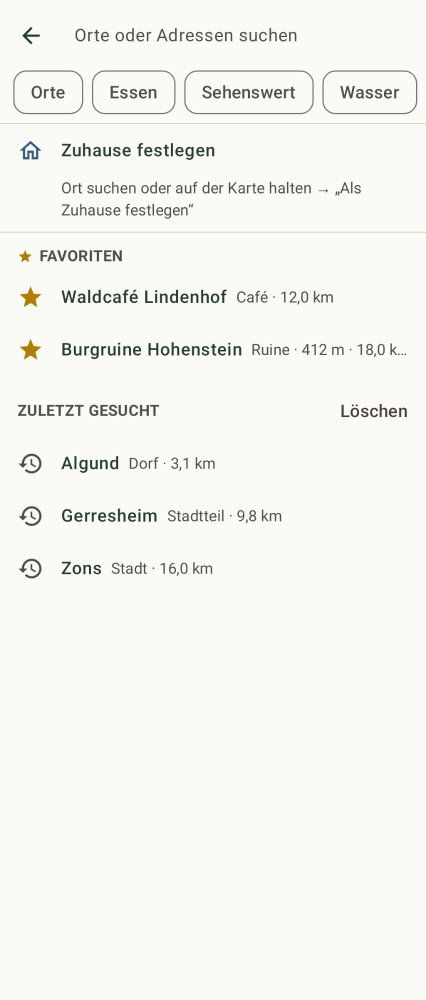 Orte oder Adressen suchen
Orte
Essen
Sehenswert
Wasser
Zuhause festlegen
Ort suchen oder auf der Karte halten → „Als
Zuhause festlegen“
FAVORITEN
Waldcafé Lindenhof Café · 12,0 km
Burgruine Hohenstein Ruine · 412 m · 18,0 k…
ZULETZT GESUCHT Löschen
Algund Dorf · 3,1 km
Gerresheim Stadtteil · 9,8 km
Zons Stadt · 16,0 km